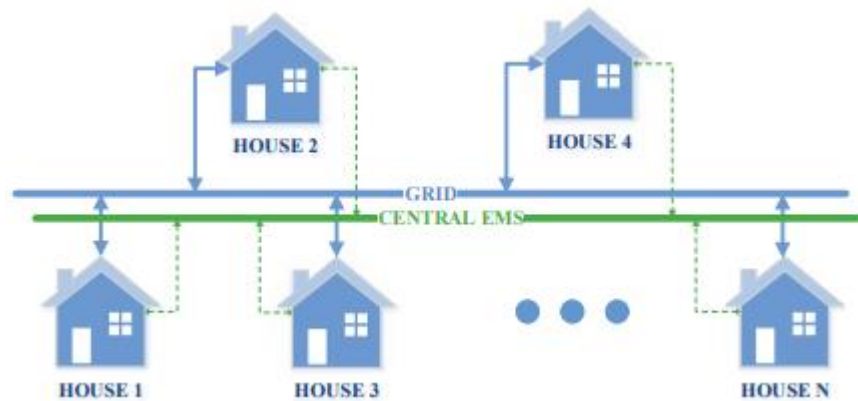 HOUSE 2
HOUSE 4
GRID
CENTRAL EMS
HOUSE 1
HOUSE 3
HOUSE N